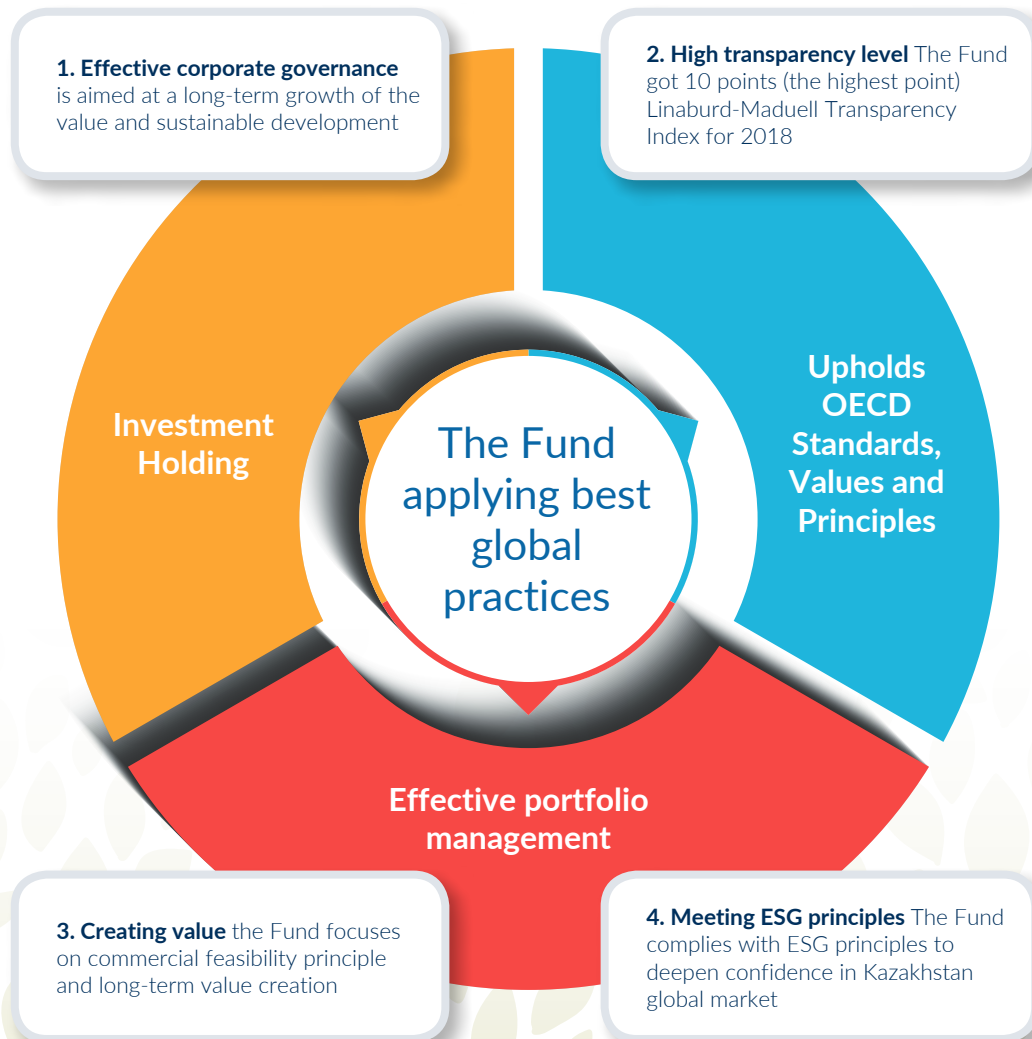 1. Effective corporate governance
is aimed at a long-term growth of the
value and sustainable development
2. High transparency level The Fund
got 10 points (the highest point)
Linaburd-Maduell Transparency
Index for 2018
Investment
Holding
Upholds
OECD
Standards,
Values and
Principles
The Fund
applying best
global
practices
Effective portfolio
management
3. Creating value the Fund focuses
on commercial feasibility principle
and long-term value creation
4. Meeting ESG principles The Fund
complies with ESG principles to
deepen confidence in Kazakhstan
global market